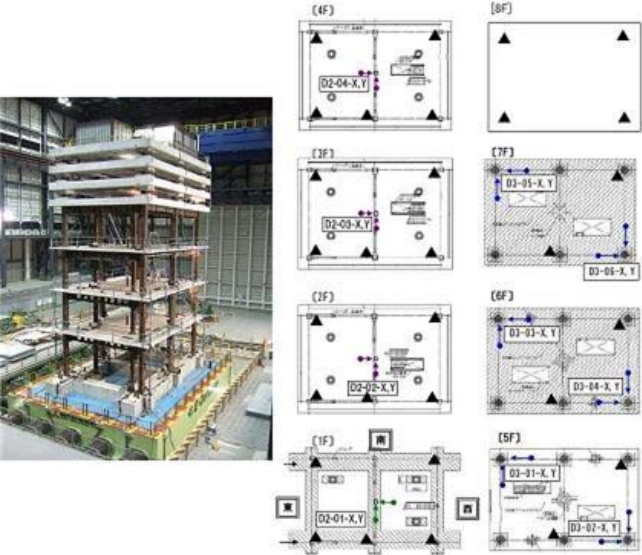 [4F]
D2-04-X,Y
[3F]
D2-03-X,Y
[2F]
D2-02-X,Y
[1F]
南
東
西
D2-01-X,Y
[8F]
[7F]
D3-05-X, Y
D3-06-X, Y
[6F]
D3-03-X, Y
D3-04-X, Y
[5F]
D3-01-X, Y
D3-02-X, Y